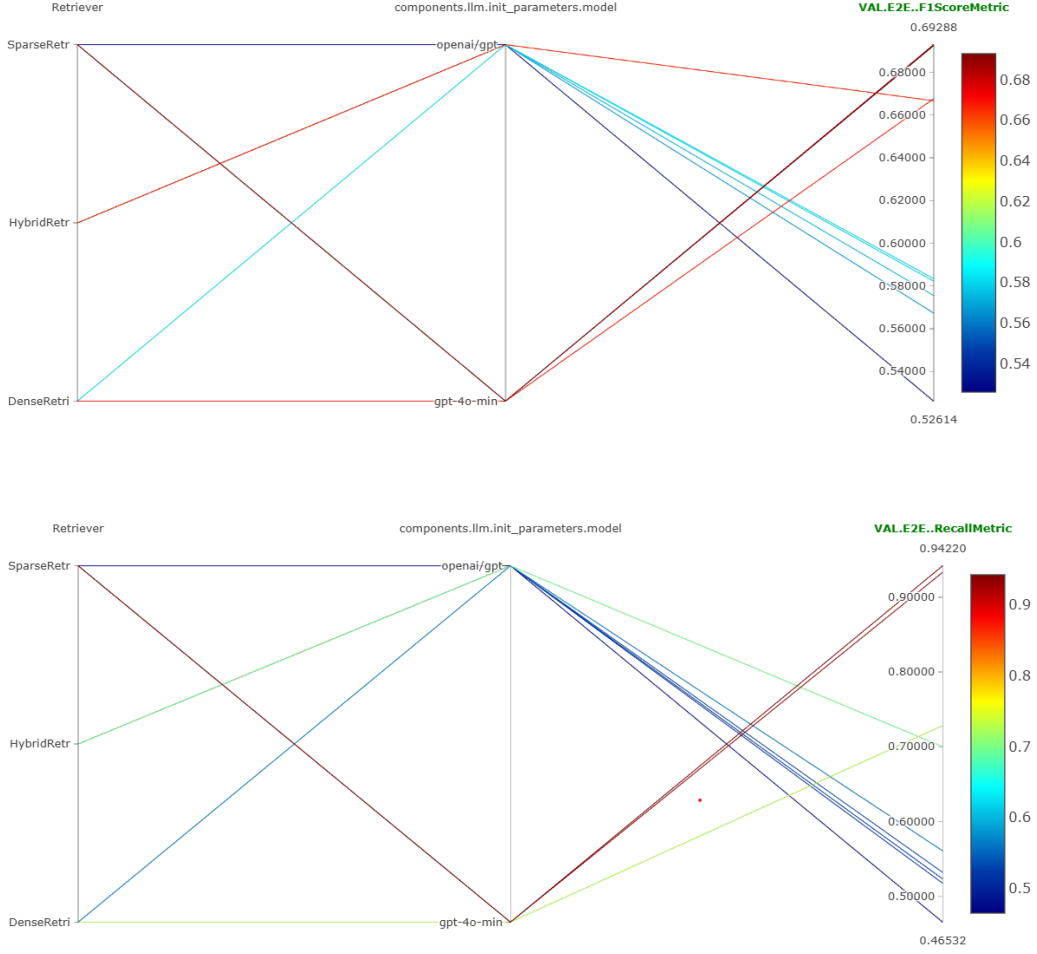 Retriever components.llm.init_parameters.model VAL.E2E..F1ScoreMetric
0.69288
SparseRetr openai/gpt
0.68000 0.68
0.66000 0.66
0.64000 0.64
0.62000 0.62
HybridRetr
0.60000 0.6
0.58000 0.58
0.56000 0.56
0.54000 0.54
DenseRetri gpt-4o-min
0.52614
Retriever components.llm.init_parameters.model VAL.E2E..RecallMetric
0.94220
SparseRetr openai/gpt
0.90000 0.9
0.80000 0.8
HybridRetr 0.70000 0.7
0.60000 0.6
0.50000 0.5
DenseRetri gpt-4o-min
0.46532